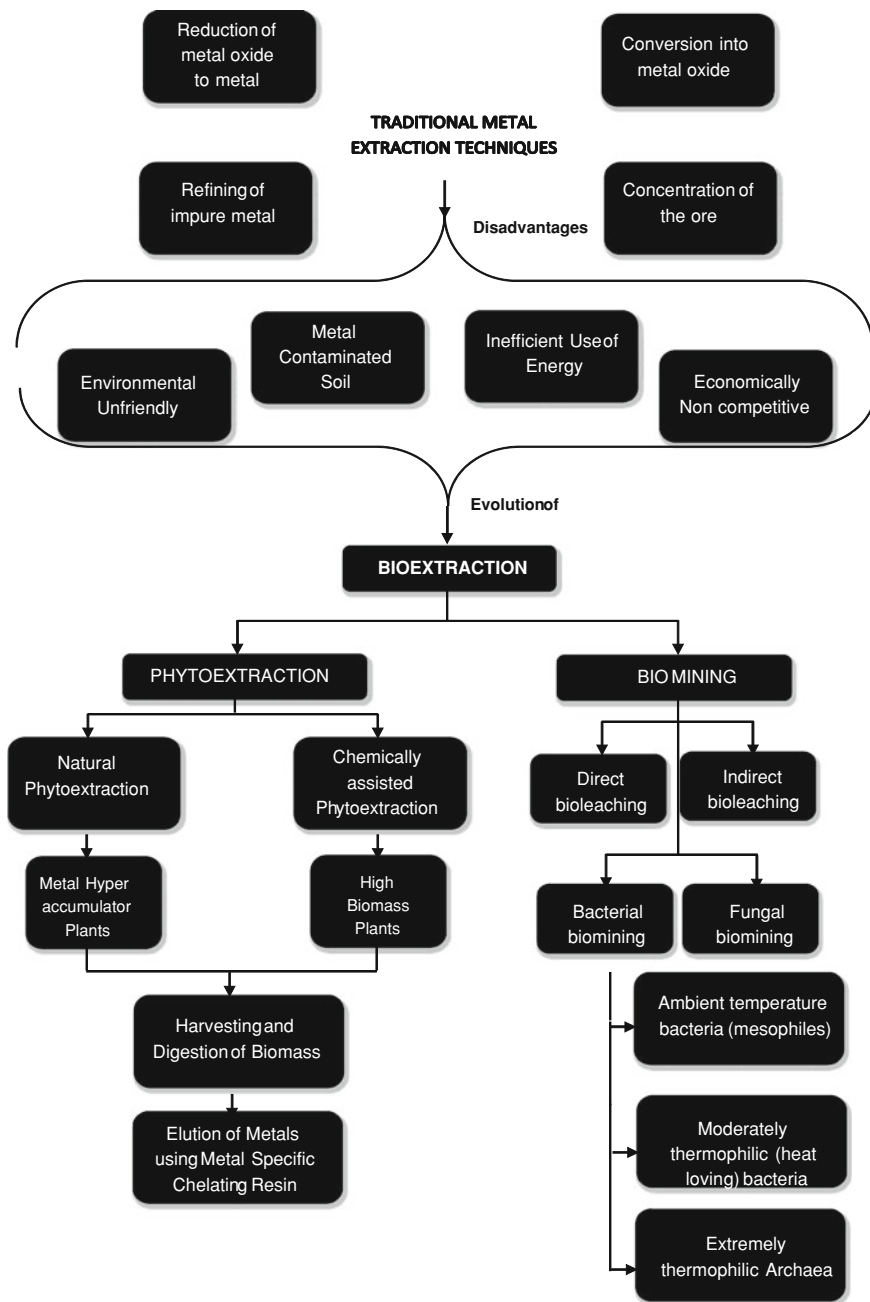 Reduction of
metal oxide
to metal
Conversion into
metal oxide
TRADITIONAL METAL
EXTRACTION TECHNIQUES
Refining of
impure metal
Concentration of
the ore
Disadvantages
Environmental
Unfriendly
Metal
Contaminated
Soil
Inefficient Use of
Energy
Economically
Non competitive
Evolutionof
BIOEXTRACTION
PHYTOEXTRACTION
BIO MINING
Natural
Phytoextraction
Chemically
assisted
Phytoextraction
Direct
bioleaching
Indirect
bioleaching
Metal Hyper
accumulator
Plants
High
Biomass
Plants
Bacterial
biomining
Fungal
biomining
Harvesting and
Digestion of Biomass
Elution of Metals
using Metal Specific
Chelating Resin
Ambient temperature
bacteria (mesophiles)
Moderately
thermophilic (heat
loving) bacteria
Extremely
thermophilic Archaea